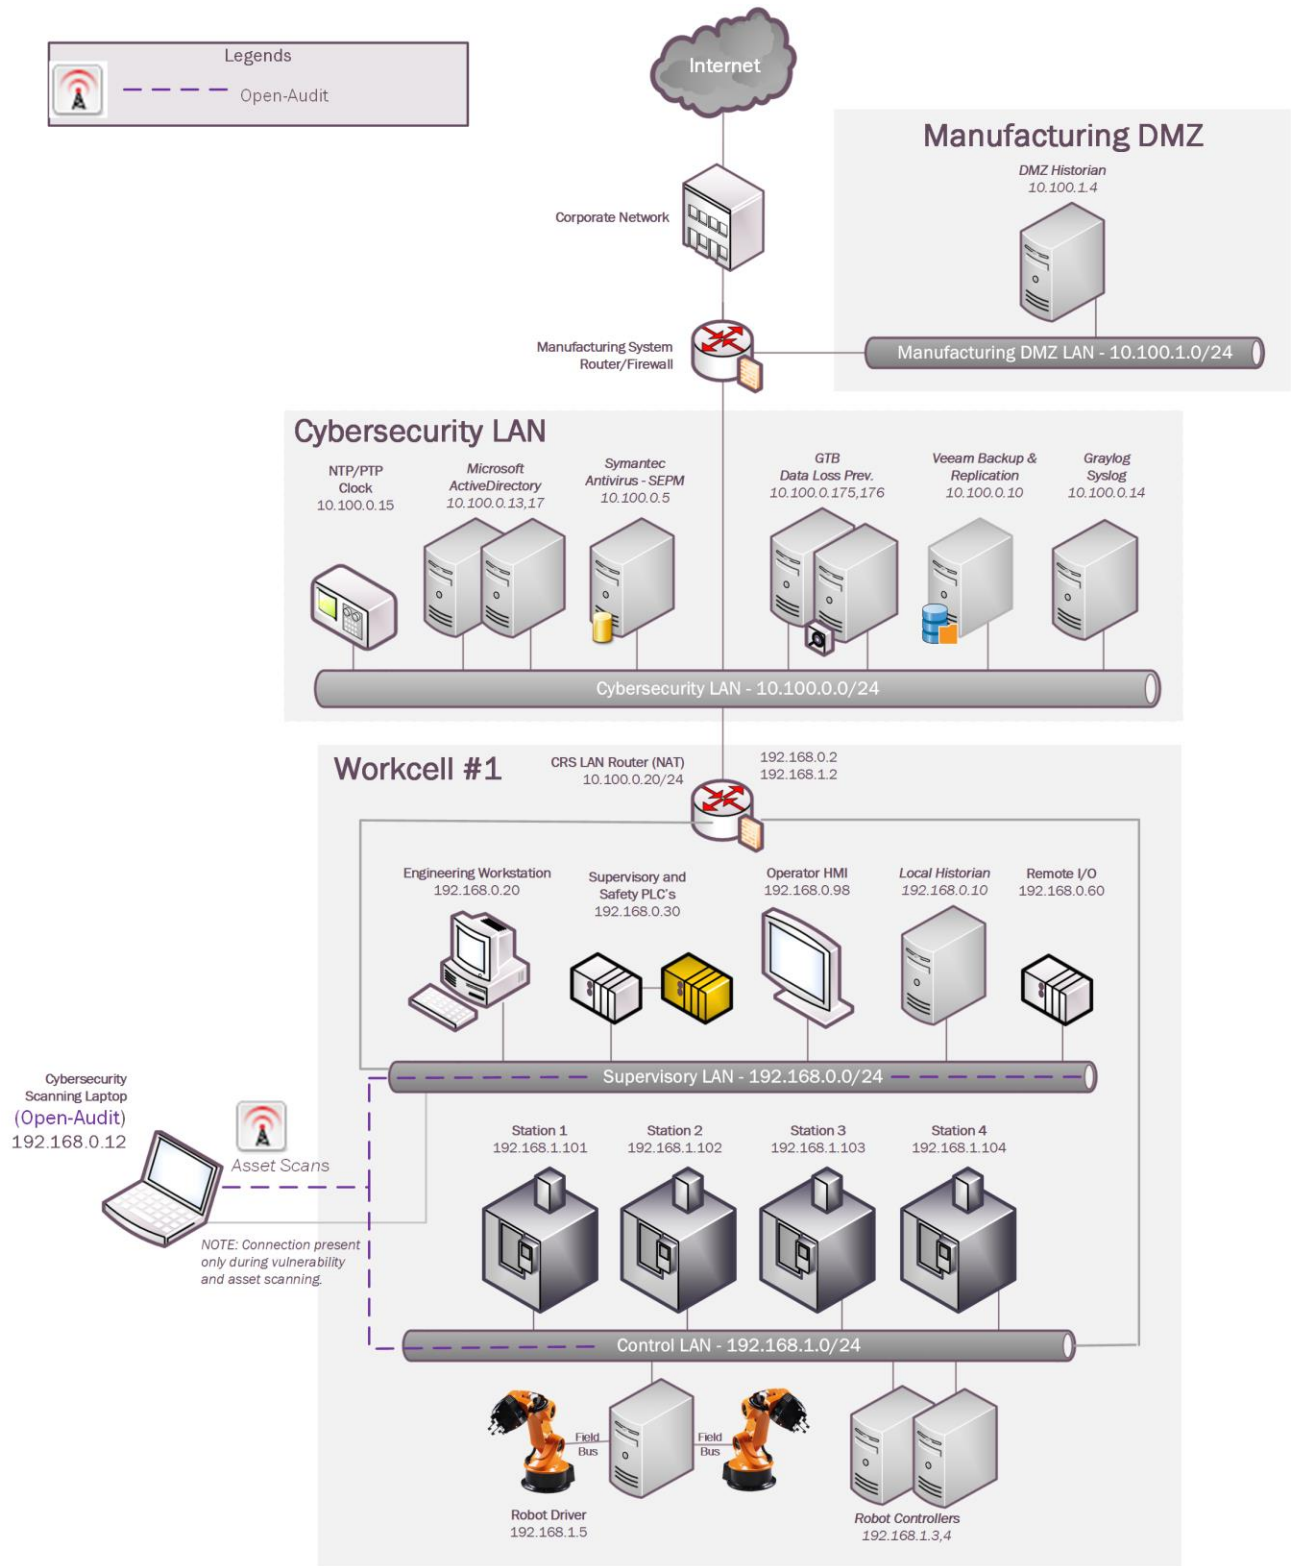 Legends
Open-Audit
Internet
Manufacturing DMZ
DMZ Historian
10.100.1.4
Corporate Network
Manufacturing System
Router/Firewall
Manufacturing DMZ LAN - 10.100.1.0/24
Cybersecurity LAN
NTP/PTP
Clock
10.100.0.15
Microsoft
ActiveDirectory
10.100.0.13,17
Symantec
Antivirus - SEPM
10.100.0.5
GTB
Data Loss Prev.
10.100.0.175,176
Veeam Backup &
Replication
10.100.0.10
Graylog
Syslog
10.100.0.14
Cybersecurity LAN - 10.100.0.0/24
Workcell #1
CRS LAN Router (NAT)
10.100.0.20/24
192.168.0.2
192.168.1.2
Engineering Workstation
192.168.0.20
Supervisory and
Safety PLC's
192.168.0.30
Operator HMI
192.168.0.98
Local Historian
192.168.0.10
Remote I/O
192.168.0.60
Supervisory LAN - 192.168.0.0/24
Cybersecurity
Scanning Laptop
(Open-Audit)
192.168.0.12
Asset Scans
NOTE: Connection present
only during vulnerability
and asset scanning.
Station 1
192.168.1.101
Station 2
192.168.1.102
Station 3
192.168.1.103
Station 4
192.168.1.104
Control LAN - 192.168.1.0/24
Field
Bus
Field
Bus
Robot Driver
192.168.1.5
Robot Controllers
192.168.1.3,4